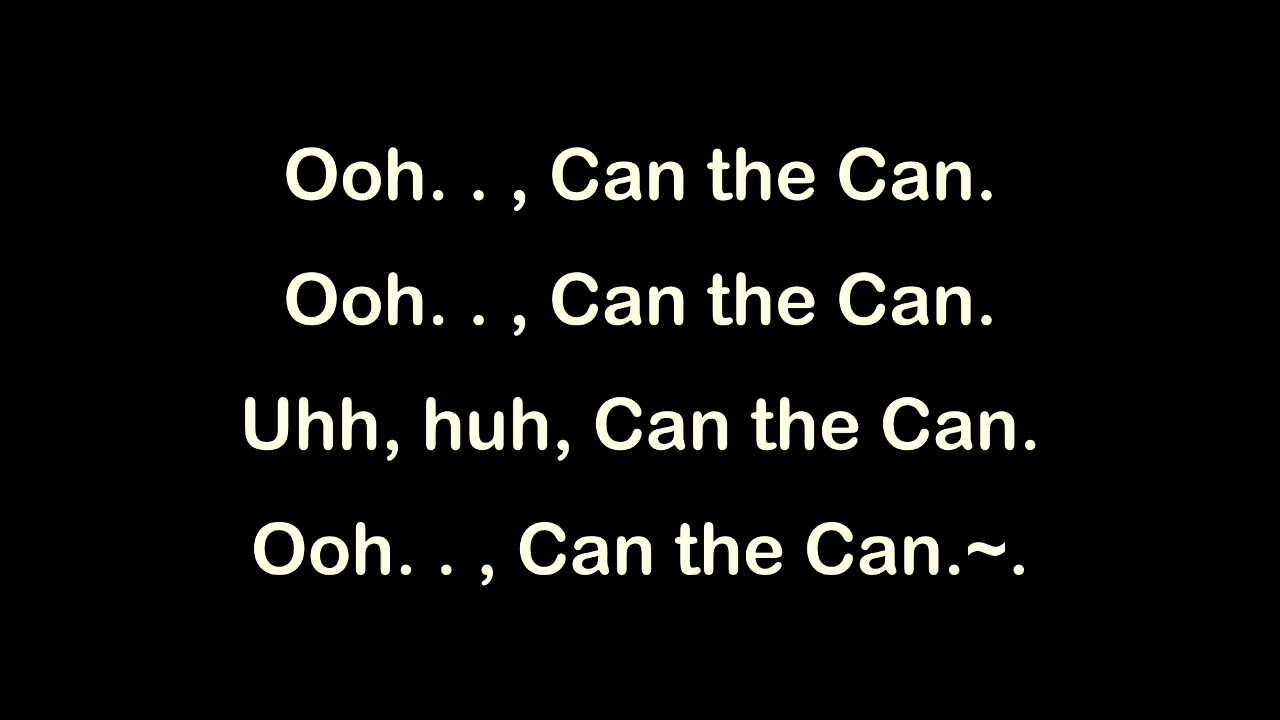 Ooh. . , Can the Can.
Ooh. . , Can the Can.
Uhh, huh, Can the Can.
Ooh. . , Can the Can.~.